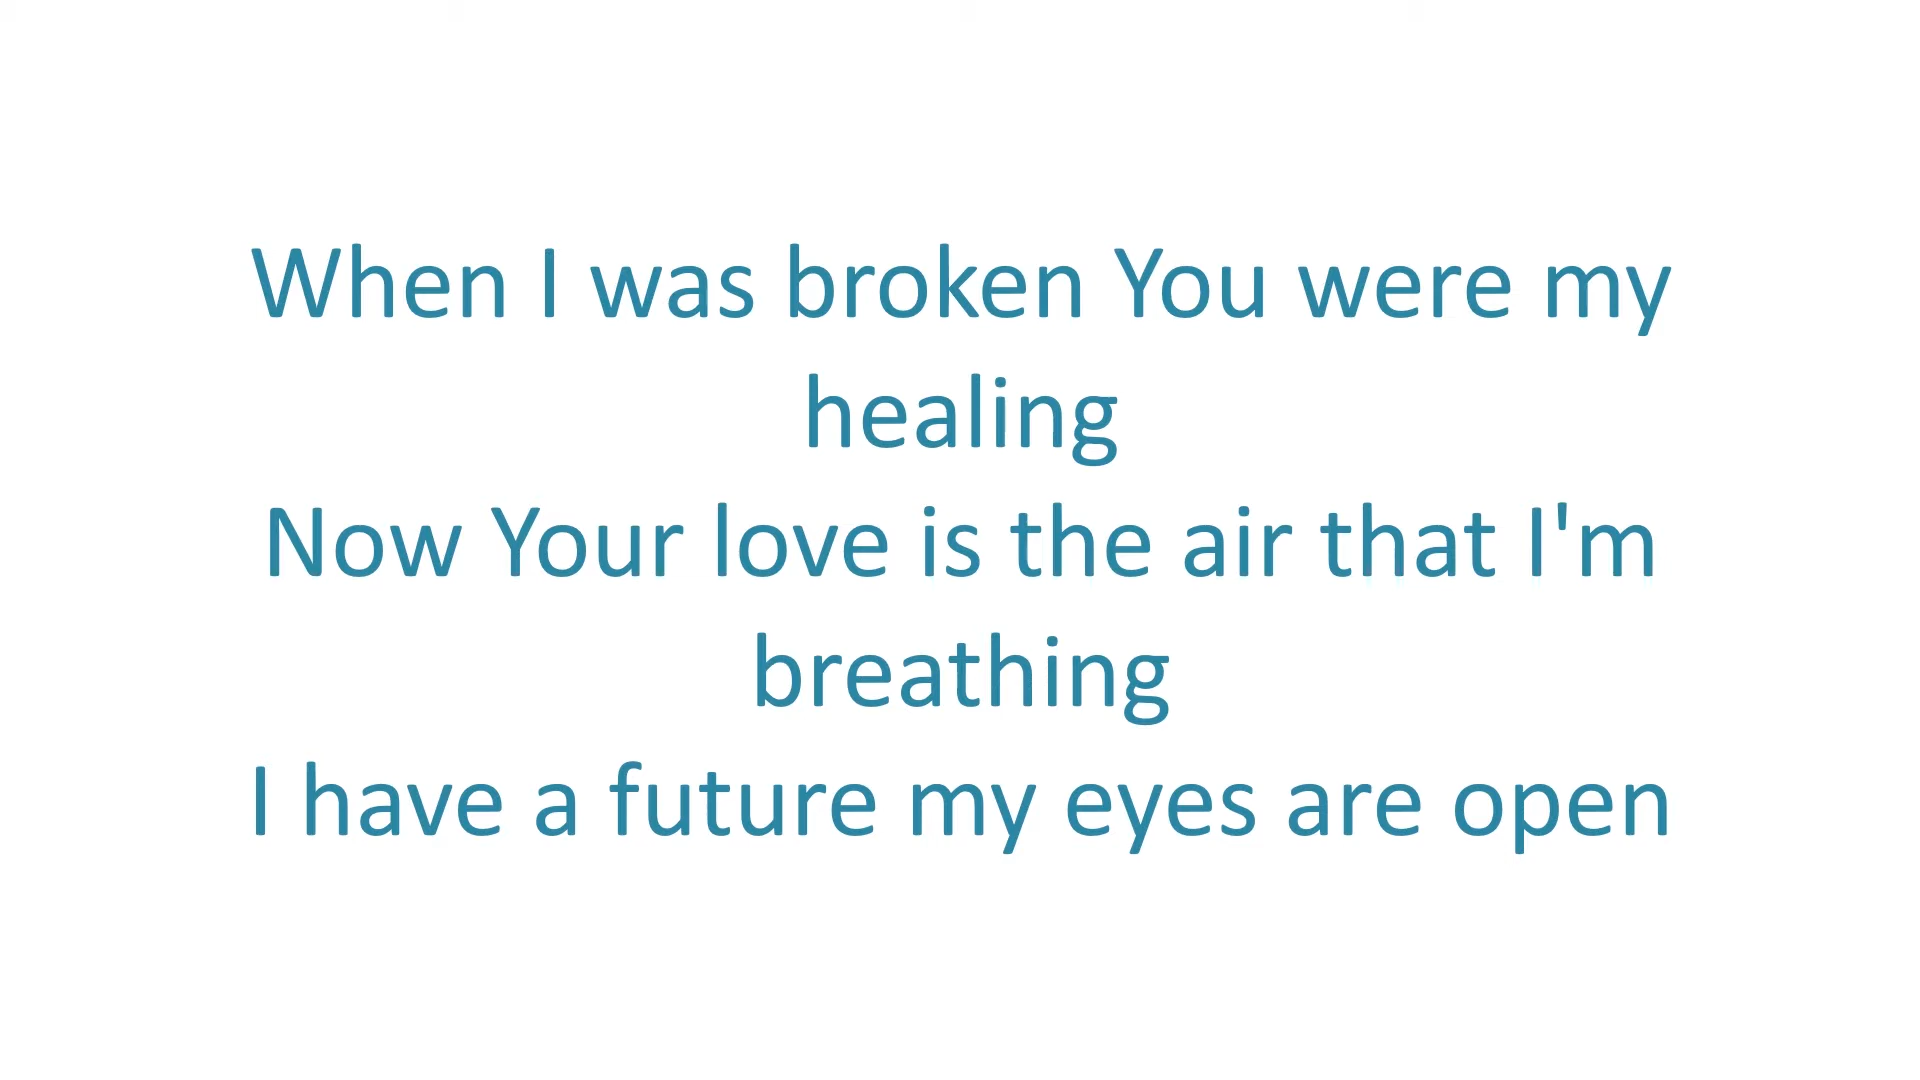 When I was broken You were my
healing
Now Your love is the air that I'm
breathing
I have a future my eyes are open